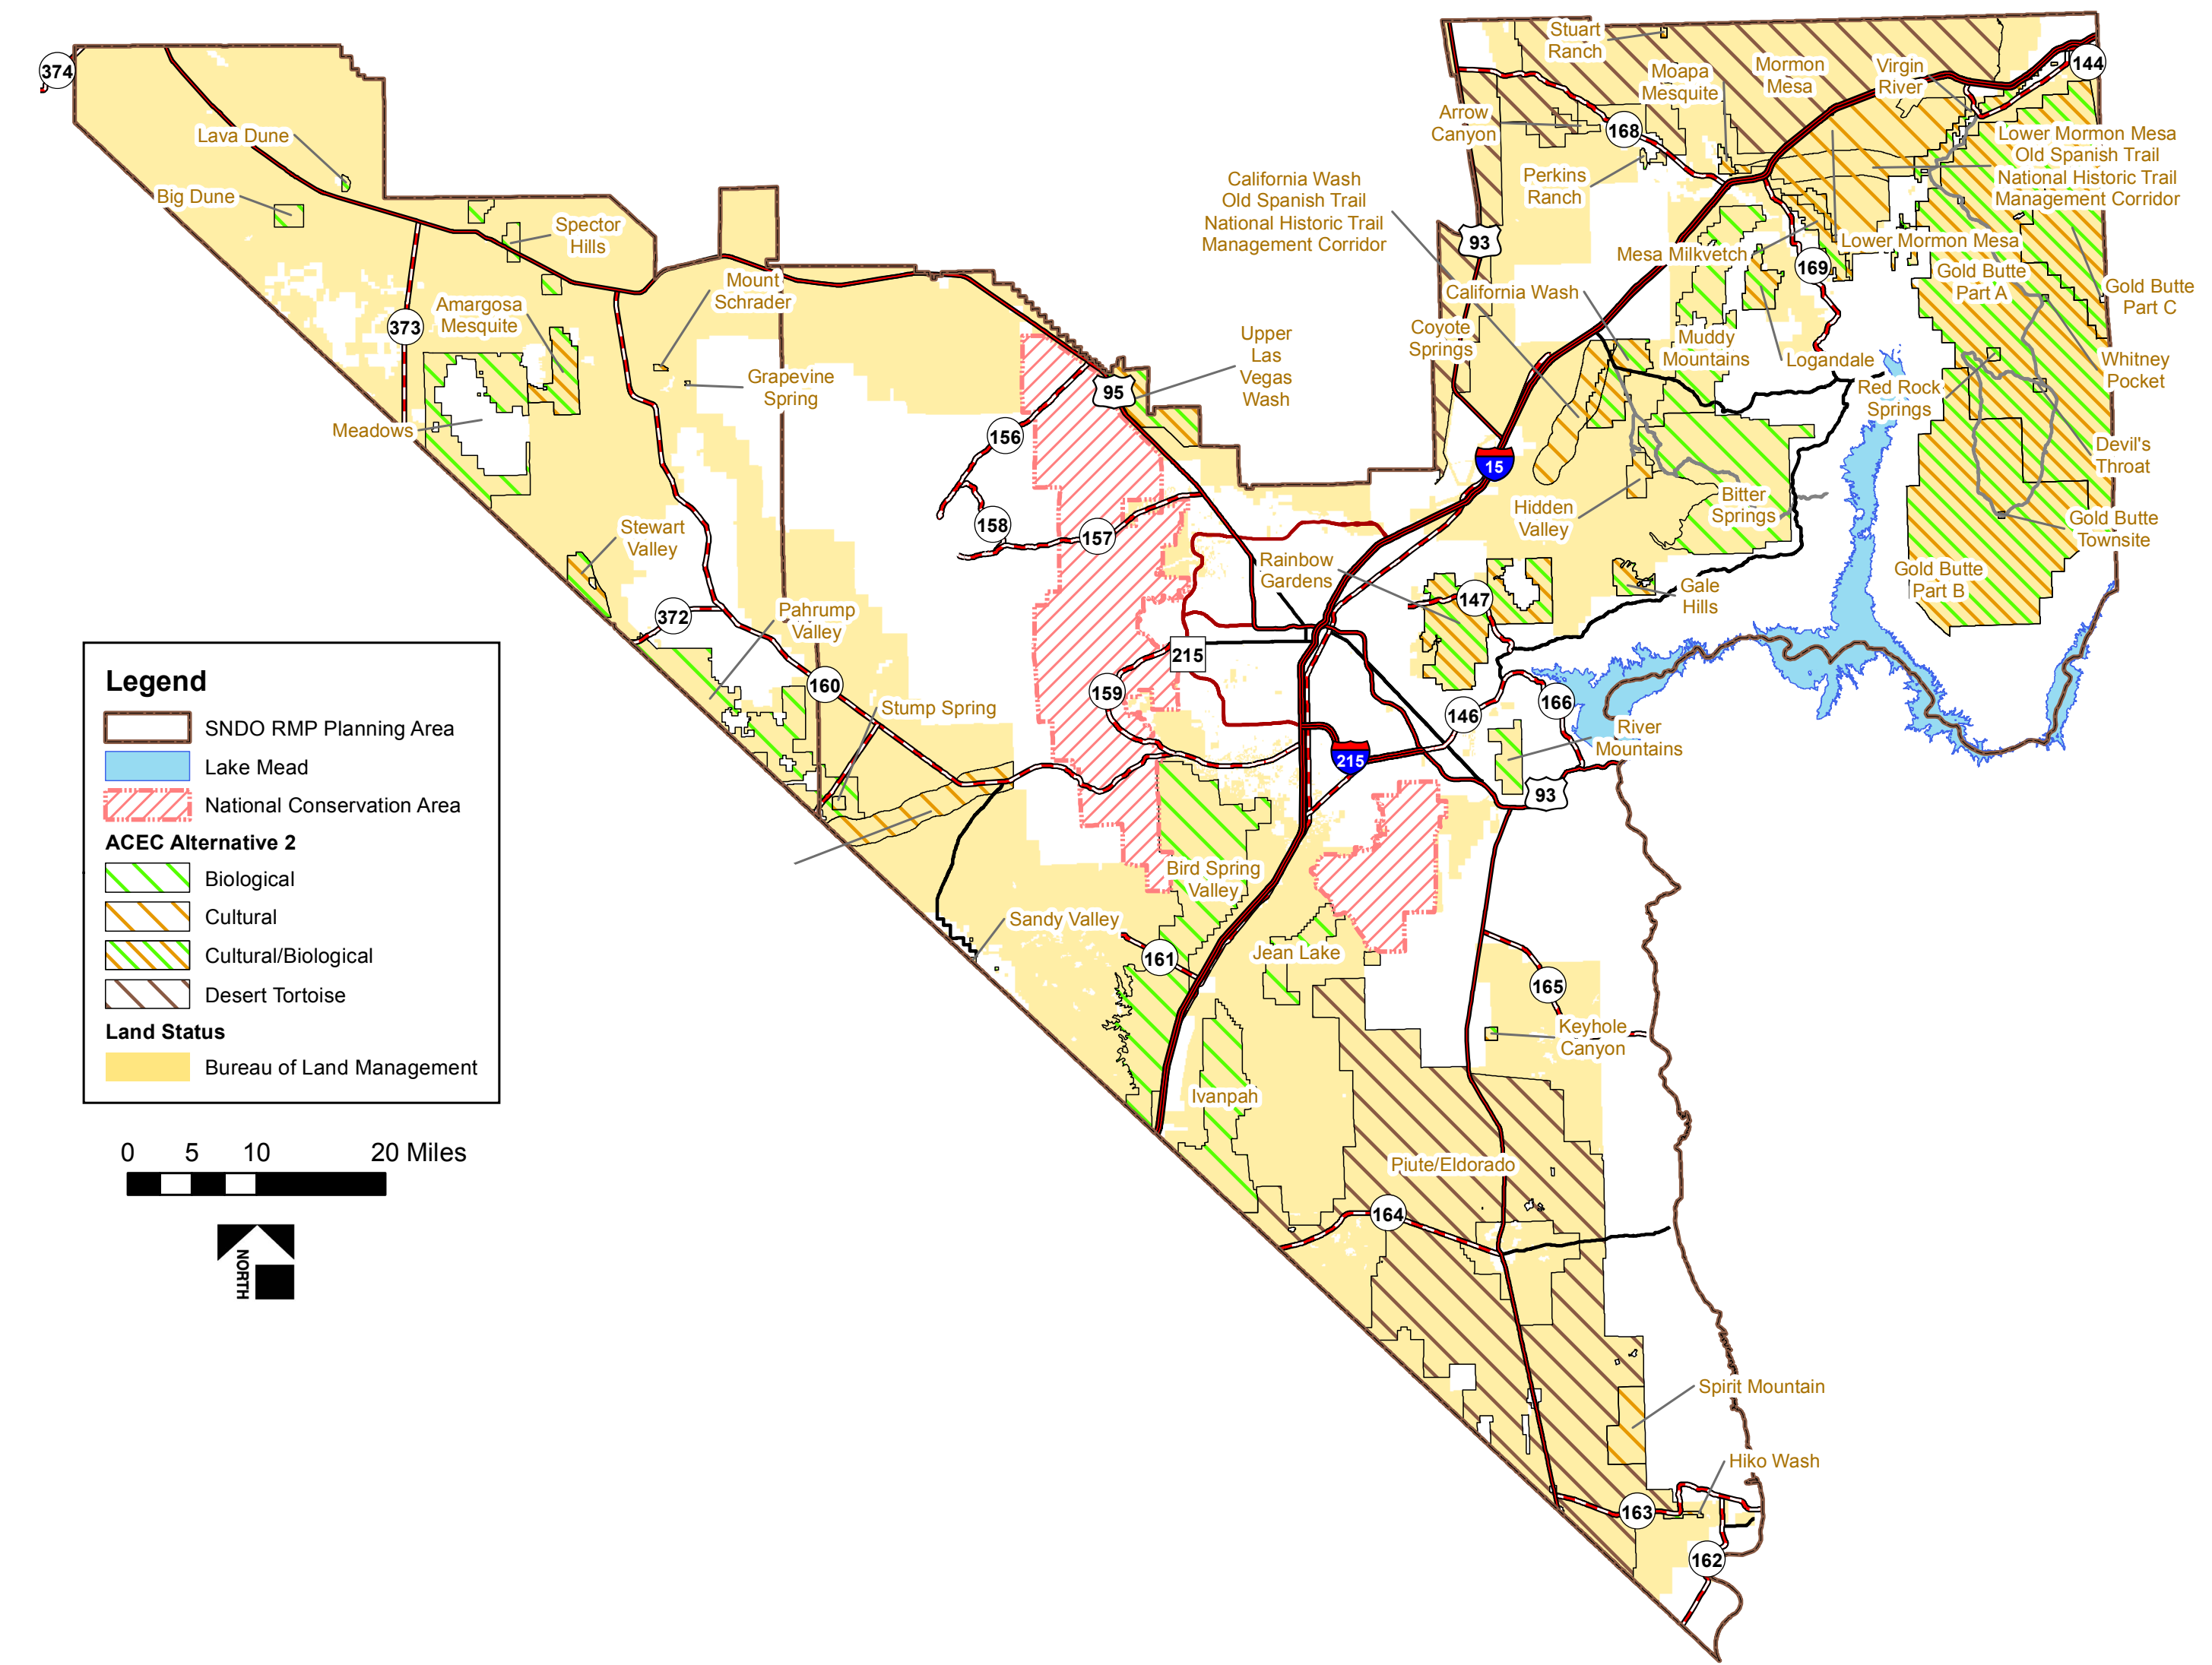 374
Lava Dune
Big Dune
Spector
Hills
373
Amargosa
Mesquite
Mount
Schrader
Grapevine
Spring
Meadows
Stewart
Valley
372
Pahrump
Valley
160
Stump Spring
Sandy Valley
Upper
Las
Vegas
Wash
95
156
158
157
159
215
Stuart
Ranch
Moapa
Mesquite
Mormon
Mesa
Virgin
River
144
Arrow
Canyon
168
Perkins
Ranch
Lower Mormon Mesa
Old Spanish Trail
National Historic Trail
Management Corridor
California Wash
Old Spanish Trail
National Historic Trail
Management Corridor
93
Mesa Milkvetch
169
Lower Mormon Mesa
Gold Butte
Part A
Gold Butte
Part C
California Wash
Coyote
Springs
Muddy
Mountains
Logandale
Whitney
Pocket
Red Rock
Springs
Devil's
Throat
15
Hidden
Valley
Bitter
Springs
Gold Butte
Townsite
Rainbow
Gardens
147
Gale
Hills
Gold Butte
Part B
146
166
River
Mountains
215
93
Bird Spring
Valley
161
Jean Lake
165
Keyhole
Canyon
Ivanpah
Piute/Eldorado
164
Spirit Mountain
Hiko Wash
163
162
Legend
SNDO RMP Planning Area
Lake Mead
National Conservation Area
ACEC Alternative 2
Biological
Cultural
Cultural/Biological
Desert Tortoise
Land Status
Bureau of Land Management
0 5 10 20 Miles
NORTH